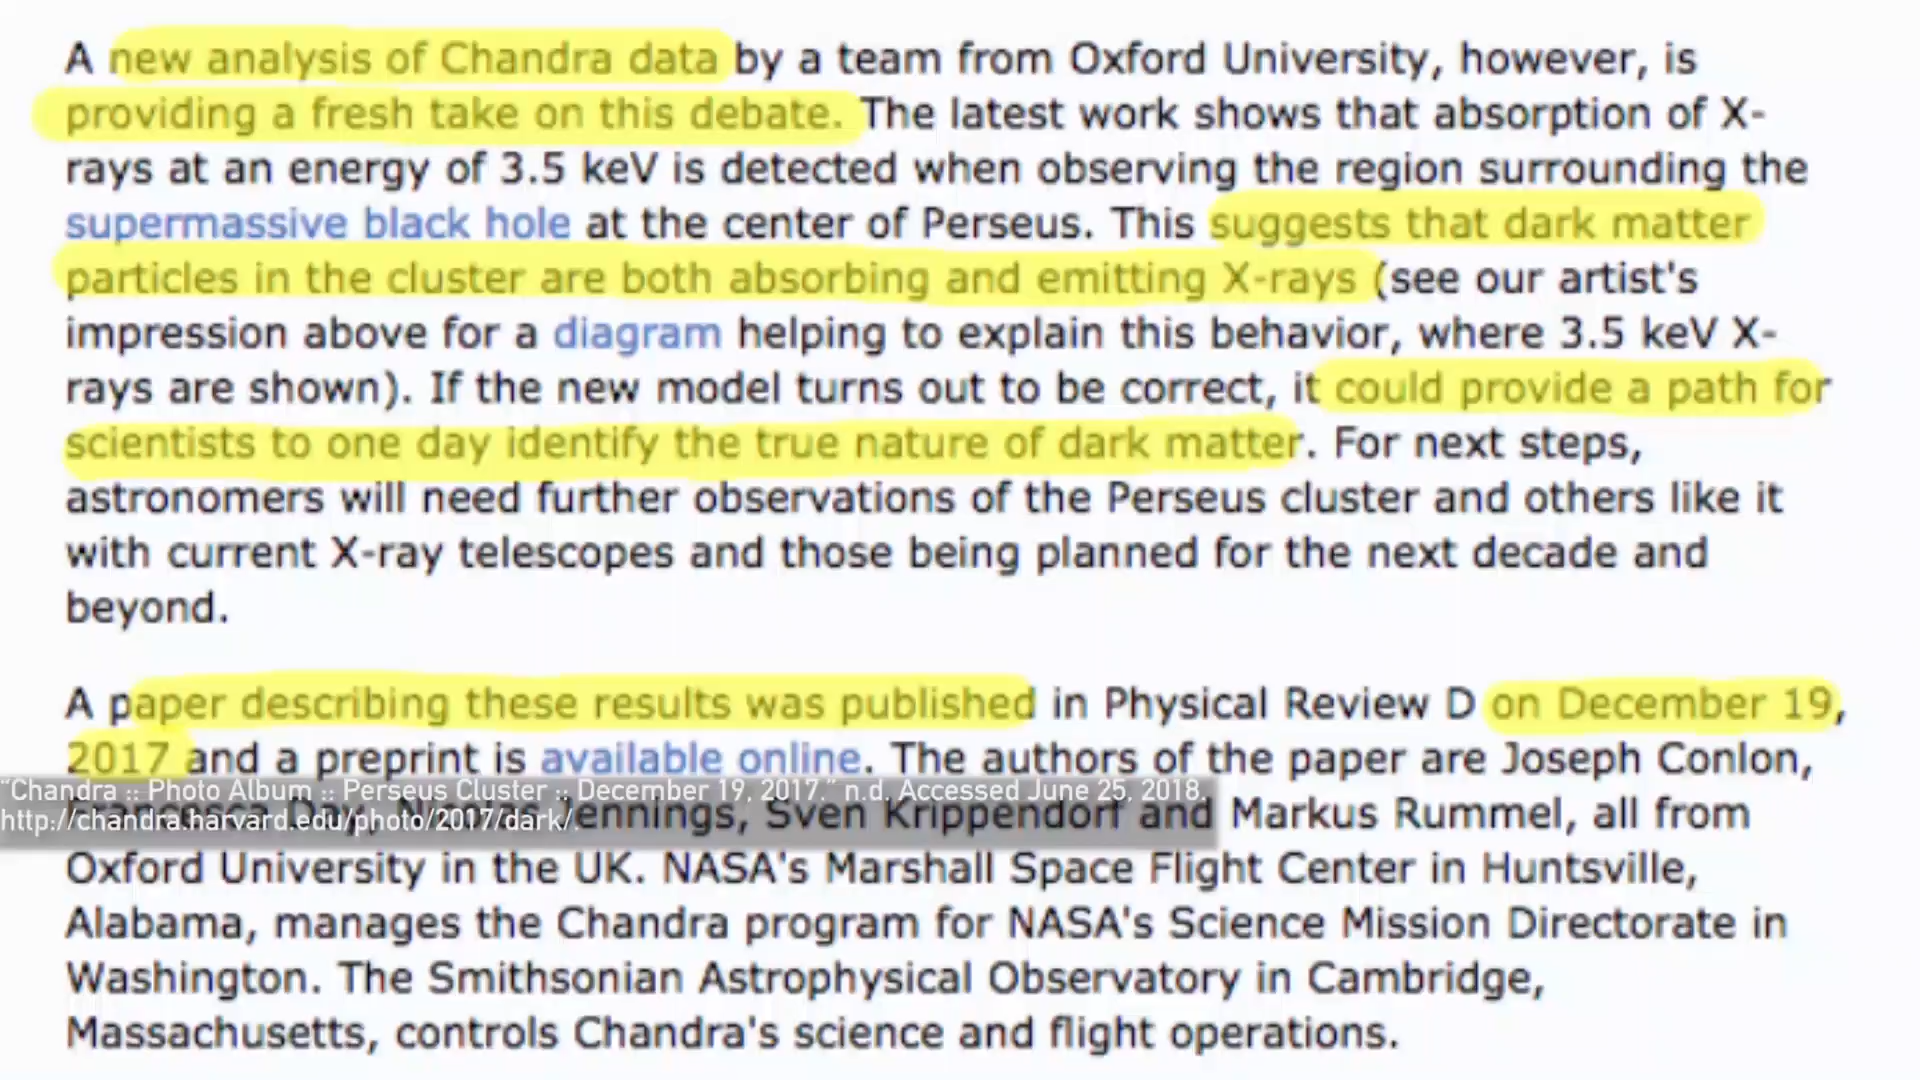 A new analysis of Chandra data by a team from Oxford University, however, is
providing a fresh take on this debate. The latest work shows that absorption of X-
rays at an energy of 3.5 keV is detected when observing the region surrounding the
supermassive black hole at the center of Perseus. This suggests that dark matter
particles in the cluster are both absorbing and emitting X-rays (see our artist's
impression above for a diagram helping to explain this behavior, where 3.5 keV X-
rays are shown). If the new model turns out to be correct, it could provide a path for
scientists to one day identify the true nature of dark matter. For next steps,
astronomers will need further observations of the Perseus cluster and others like it
with current X-ray telescopes and those being planned for the next decade and
beyond.
A paper describing these results was published in Physical Review D on December 19,
2017 and a preprint is available online. The authors of the paper are Joseph Conlon,
"Chandra :: Photo Album :: Perseus Cluster :: December 19, 2017." n.d. Accessed June 25, 2018.
http://chandra.harvard.edu/photo/2017/dark/.
Francesca Day, Jennings, Sven Krippendorf and Markus Rummel, all from
Oxford University in the UK. NASA's Marshall Space Flight Center in Huntsville,
Alabama, manages the Chandra program for NASA's Science Mission Directorate in
Washington. The Smithsonian Astrophysical Observatory in Cambridge,
Massachusetts, controls Chandra's science and flight operations.